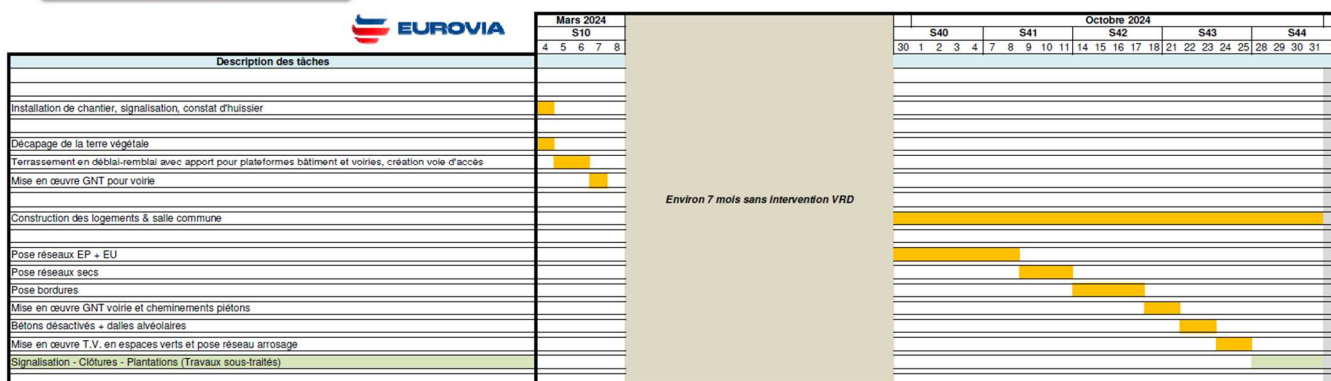 EUROVIA
Mars 2024
Octobre 2024
S10
S40 S41 S42 S43 S44
4 5 6 7 8
30 1 2 3 4 7 8 9 10 11 14 15 16 17 18 21 22 23 24 25 28 29 30 31
Description des tâches
Installation de chantier, signalisation, constat d'huissier
Décapage de la terre végétale
Terrassement en déblai-remblai avec apport pour plateformes bâtiment et voiries, création voie d'accès
Mise en œuvre GNT pour voirie
Environ 7 mois sans intervention VRD
Construction des logements & salle commune
Pose réseaux EP + EU
Pose réseaux secs
Pose bordures
Mise en œuvre GNT voirie et cheminements piétons
Bétons désactivés + dalles alvéolaires
Mise en œuvre T.V. en espaces verts et pose réseau arrosage
Signalisation - Clôtures - Plantations (Travaux sous-traités)